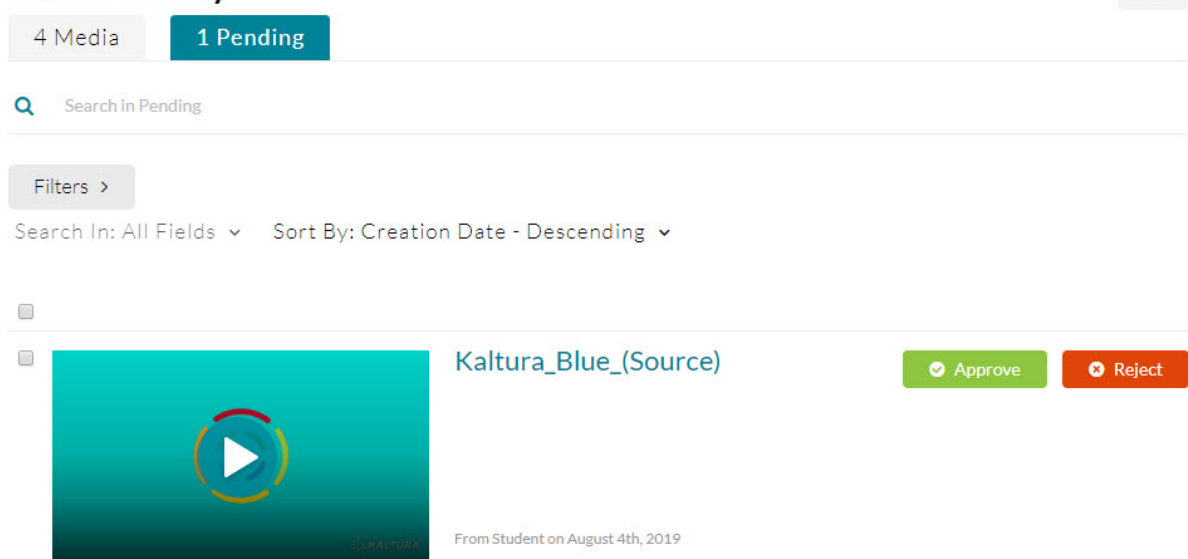 4 Media
1 Pending
Search in Pending
Filters >
Search In: All Fields
Sort By: Creation Date - Descending
Kaltura_Blue_(Source)
Approve
Reject
KALTURA
From Student on August 4th, 2019